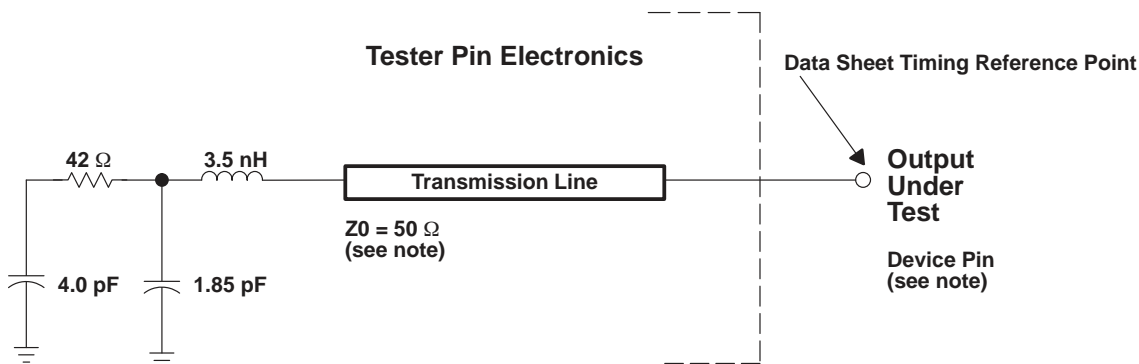 Tester Pin Electronics
Data Sheet Timing Reference Point
42 Ω
3.5 nH
Transmission Line
Output
Under
Test
Z0 = 50 Ω
(see note)
Device Pin
(see note)
4.0 pF
1.85 pF